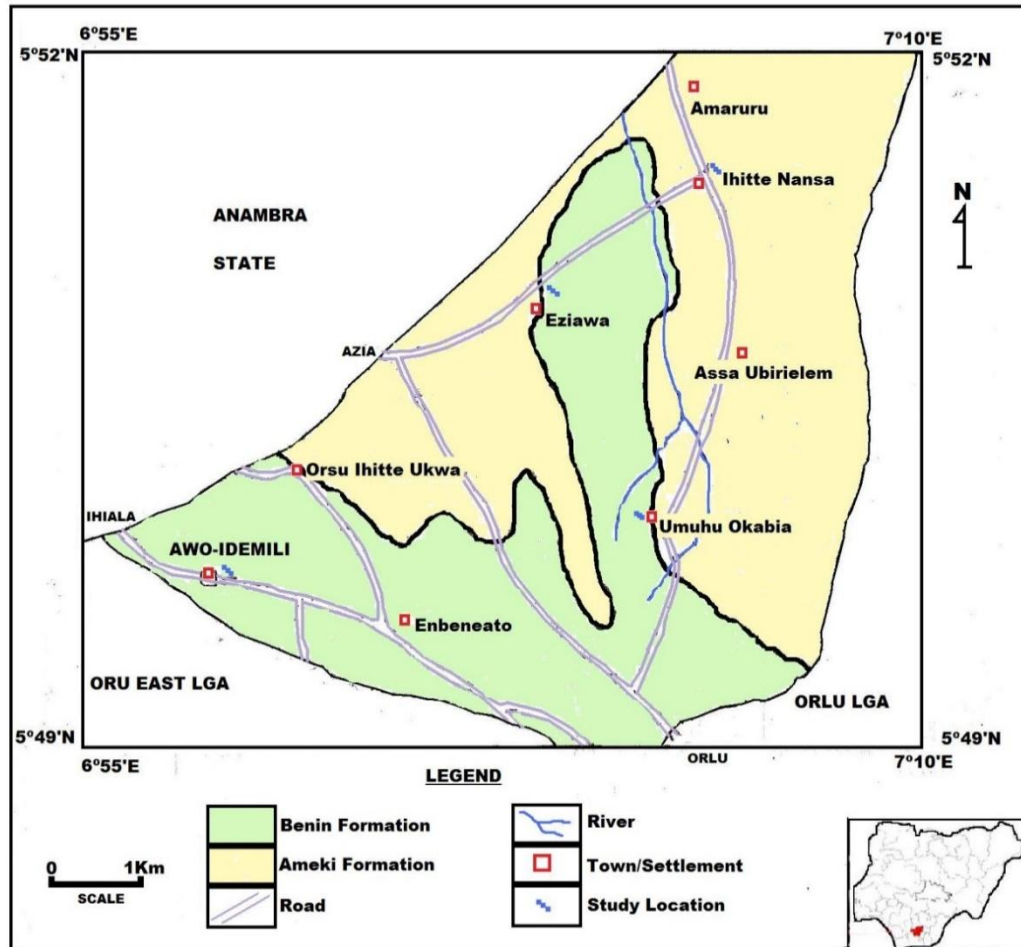 6°55'E
7°10'E
5°52'N
5°52'N
Amaruru
Ihitte Nansa
N
ANAMBRA
STATE
Eziawa
AZIA
Assa Ubirielem
Orsu Ihitte Ukwa
IHIALA
Umuhu Okabia
AWO-IDEMILI
Enbeneato
ORU EAST LGA
ORLU LGA
5°49'N
5°49'N
6°55'E
ORLU
7°10'E
LEGEND
Benin Formation
River
0 1Km
Ameki Formation
Town/Settlement
SCALE
Road
Study Location